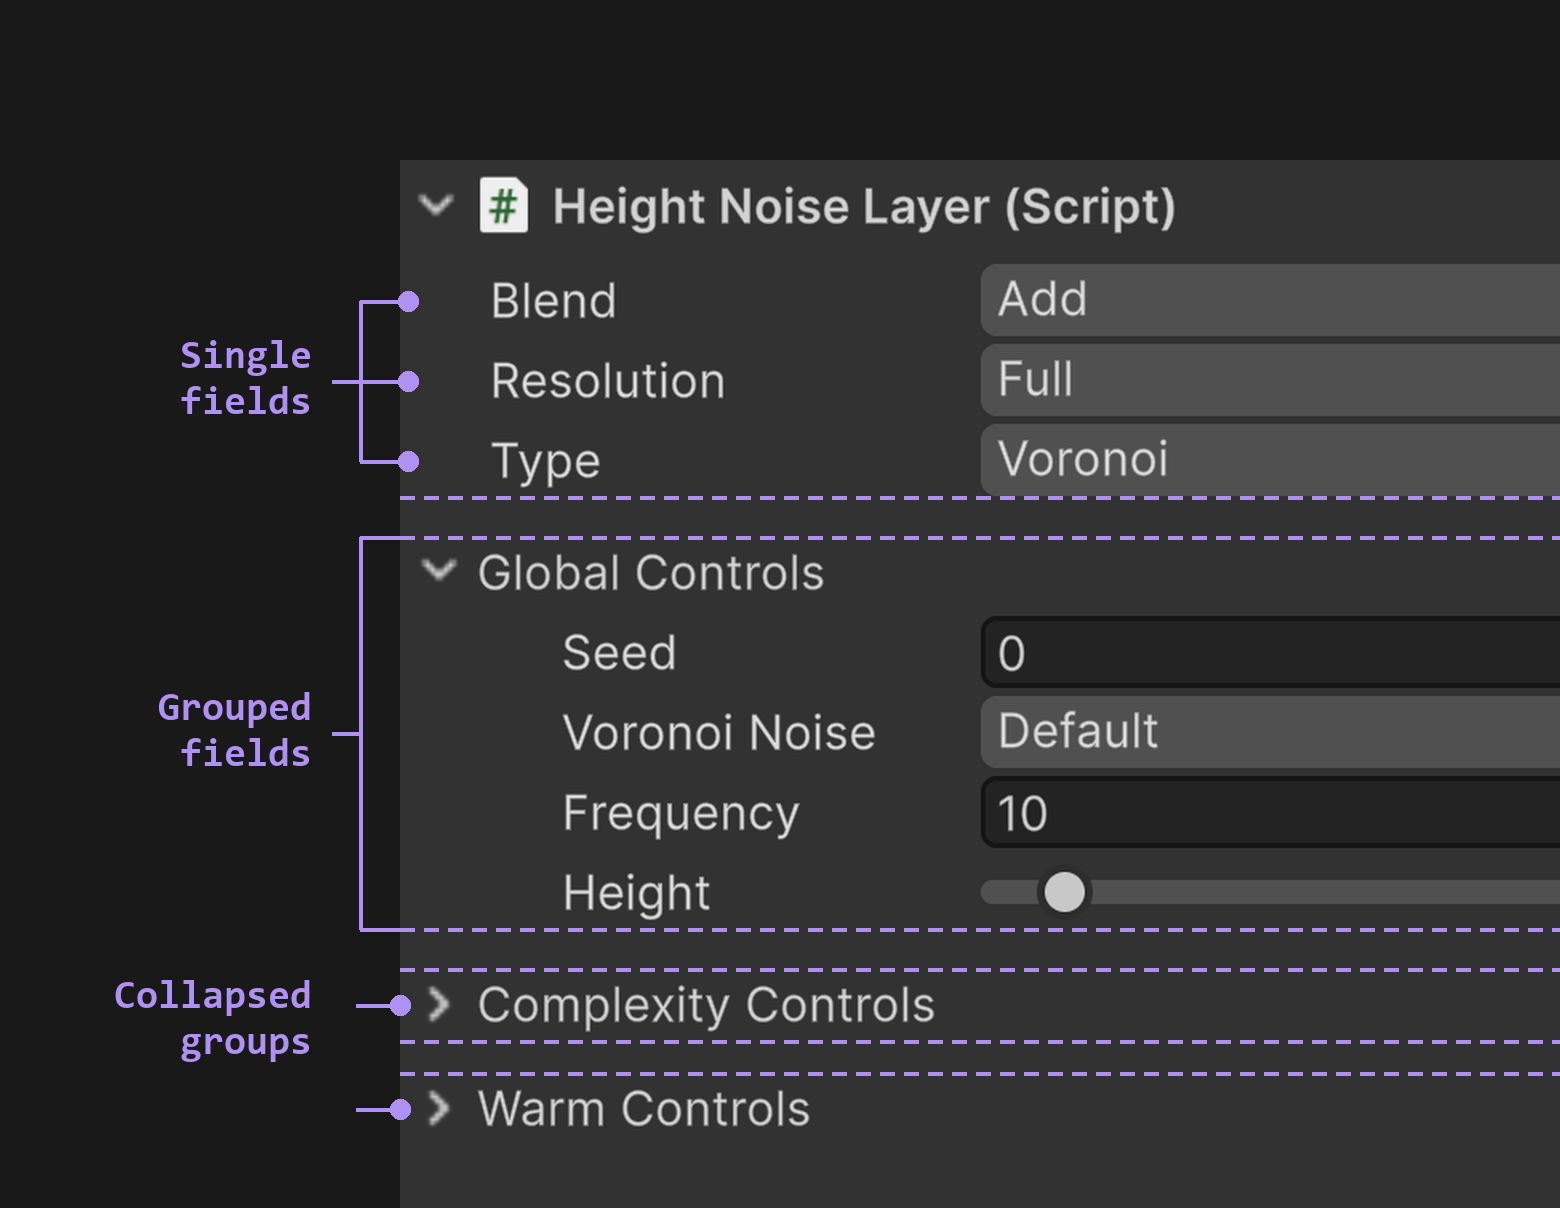 # Height Noise Layer (Script)
Single
fields
Blend Add
Resolution Full
Type Voronoi
Grouped
fields
Global Controls
Seed 0
Voronoi Noise Default
Frequency 10
Height
Collapsed
groups
Complexity Controls
Warm Controls